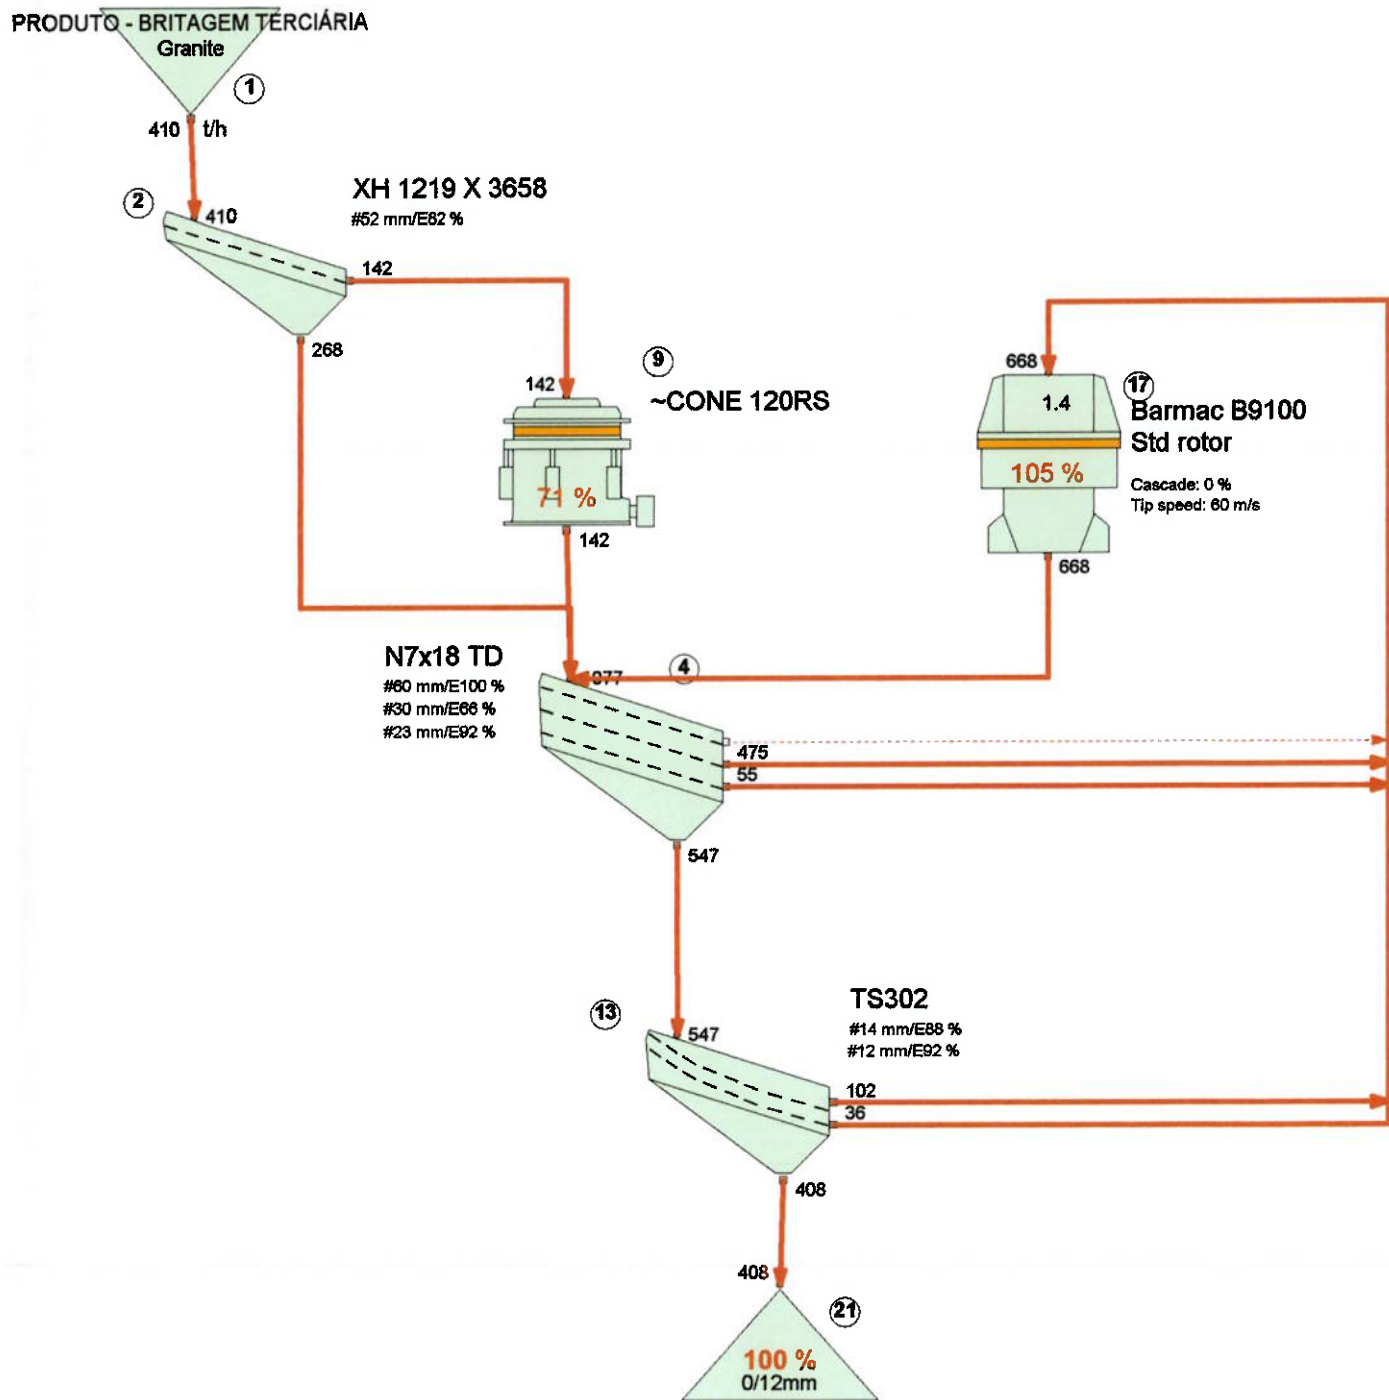 PRODUTO - BRITAGEM TERCIÁRIA
Granite
1
410 t/h
2
410
XH 1219 X 3658
#52 mm/E82 %
142
268
9
142
~CONE 120RS
71 %
142
668
17
1.4
Barmac B9100
Std rotor
105 %
Cascade: 0 %
Tip speed: 60 m/s
668
N7x18 TD
#60 mm/E100 %
#30 mm/E66 %
#23 mm/E92 %
4
475
55
547
13
547
TS302
#14 mm/E88 %
#12 mm/E92 %
102
36
408
408
21
100 %
0/12mm